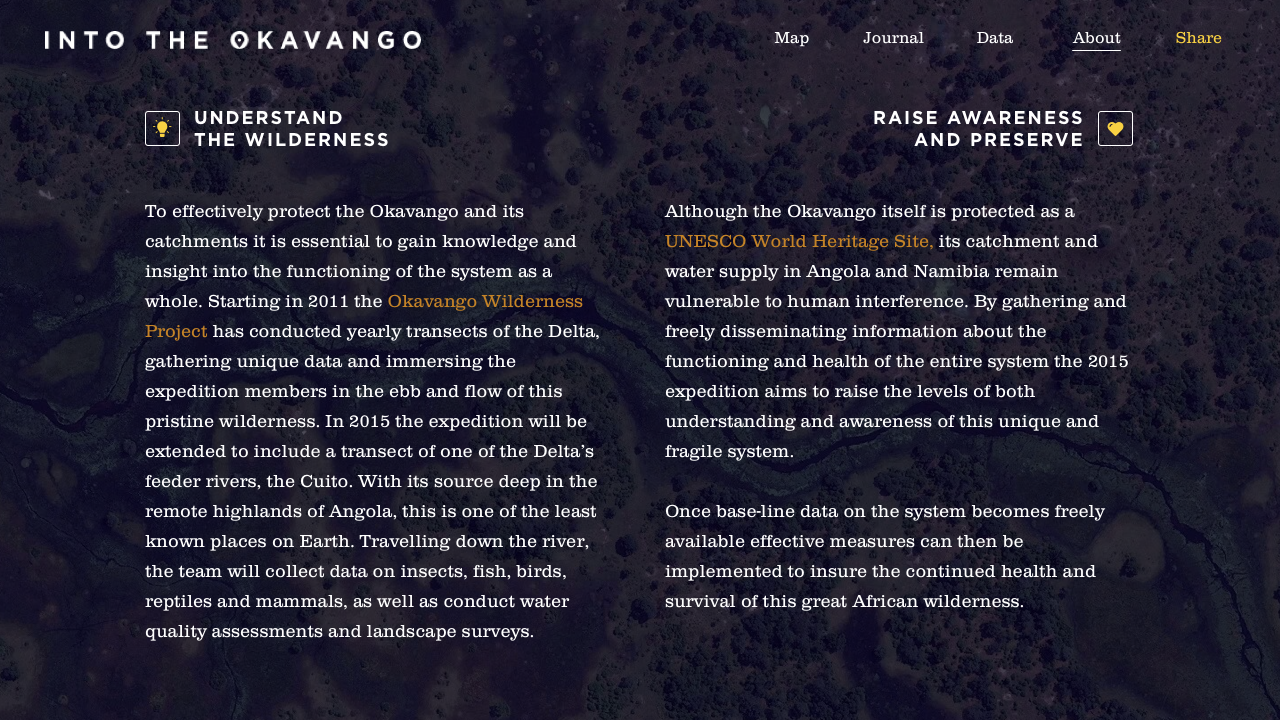 INTO THE OKAVANGO
Map
Journal
Data
About
Share
UNDERSTAND
THE WILDERNESS
To effectively protect the Okavango and its
catchments it is essential to gain knowledge and
insight into the functioning of the system as a
whole. Starting in 2011 the Okavango Wilderness
Project has conducted yearly transects of the Delta,
gathering unique data and immersing the
expedition members in the ebb and flow of this
pristine wilderness. In 2015 the expedition will be
extended to include a transect of one of the Delta’s
feeder rivers, the Cuito. With its source deep in the
remote highlands of Angola, this is one of the least
known places on Earth. Travelling down the river,
the team will collect data on insects, fish, birds,
reptiles and mammals, as well as conduct water
quality assessments and landscape surveys.
RAISE AWARENESS
AND PRESERVE
Although the Okavango itself is protected as a
UNESCO World Heritage Site, its catchment and
water supply in Angola and Namibia remain
vulnerable to human interference. By gathering and
freely disseminating information about the
functioning and health of the entire system the 2015
expedition aims to raise the levels of both
understanding and awareness of this unique and
fragile system.
Once base-line data on the system becomes freely
available effective measures can then be
implemented to insure the continued health and
survival of this great African wilderness.